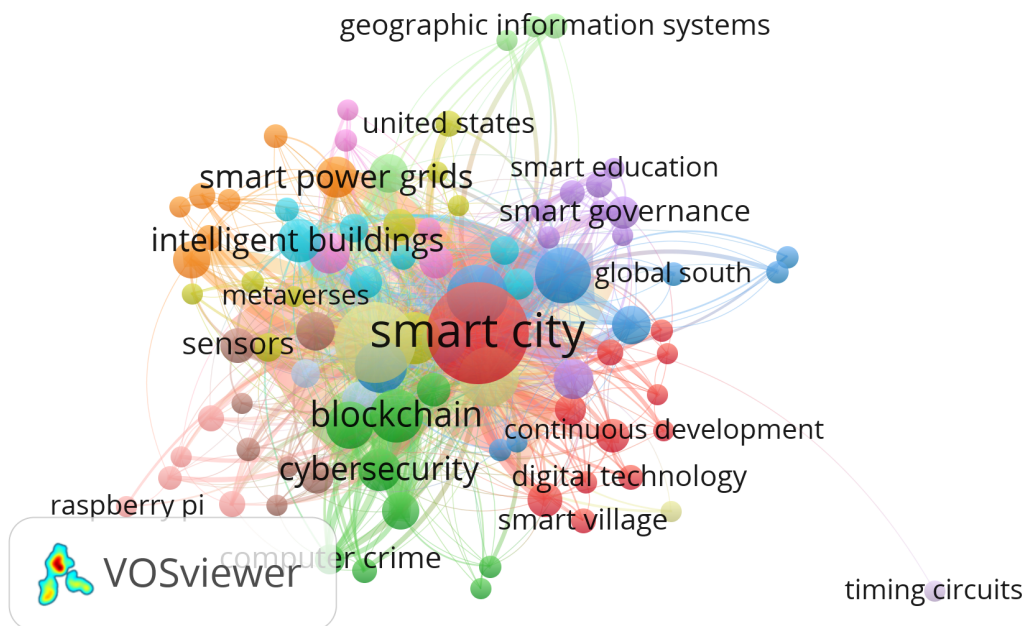 geographic information systems
united states
smart education
smart power grids
smart governance
intelligent buildings
global south
metaverses
smart city
sensors
blockchain
continuous development
cybersecurity
digital technology
raspberry pi
smart village
computer crime
VOSviewer
timing circuits